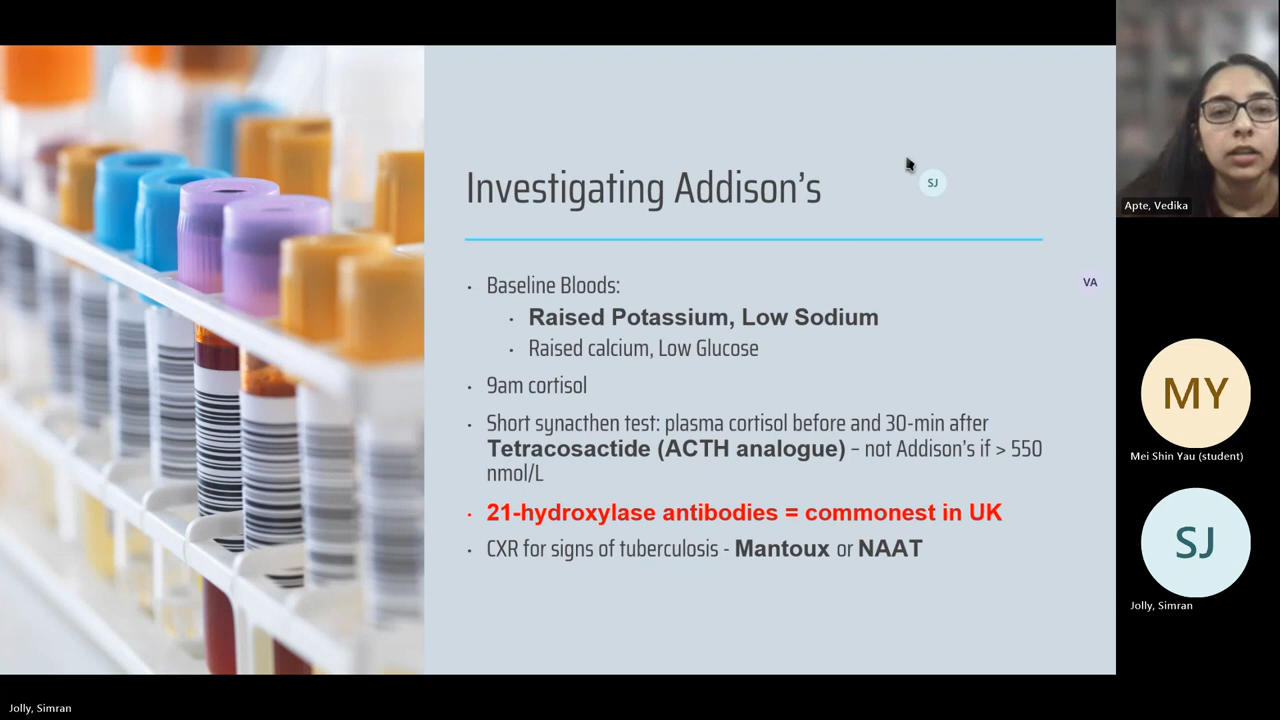 Investigating Addison's
SJ
VA
• Baseline Bloods:
• Raised Potassium, Low Sodium
• Raised calcium, Low Glucose
• 9am cortisol
• Short synacthen test: plasma cortisol before and 30-min after
Tetracosactide (ACTH analogue) – not Addison's if > 550
nmol/L
• 21-hydroxylase antibodies = commonest in UK
• CXR for signs of tuberculosis - Mantoux or NAAT
Apte, Vedika
MY
Mei Shin Yau (student)
SJ
Jolly, Simran
Jolly, Simran